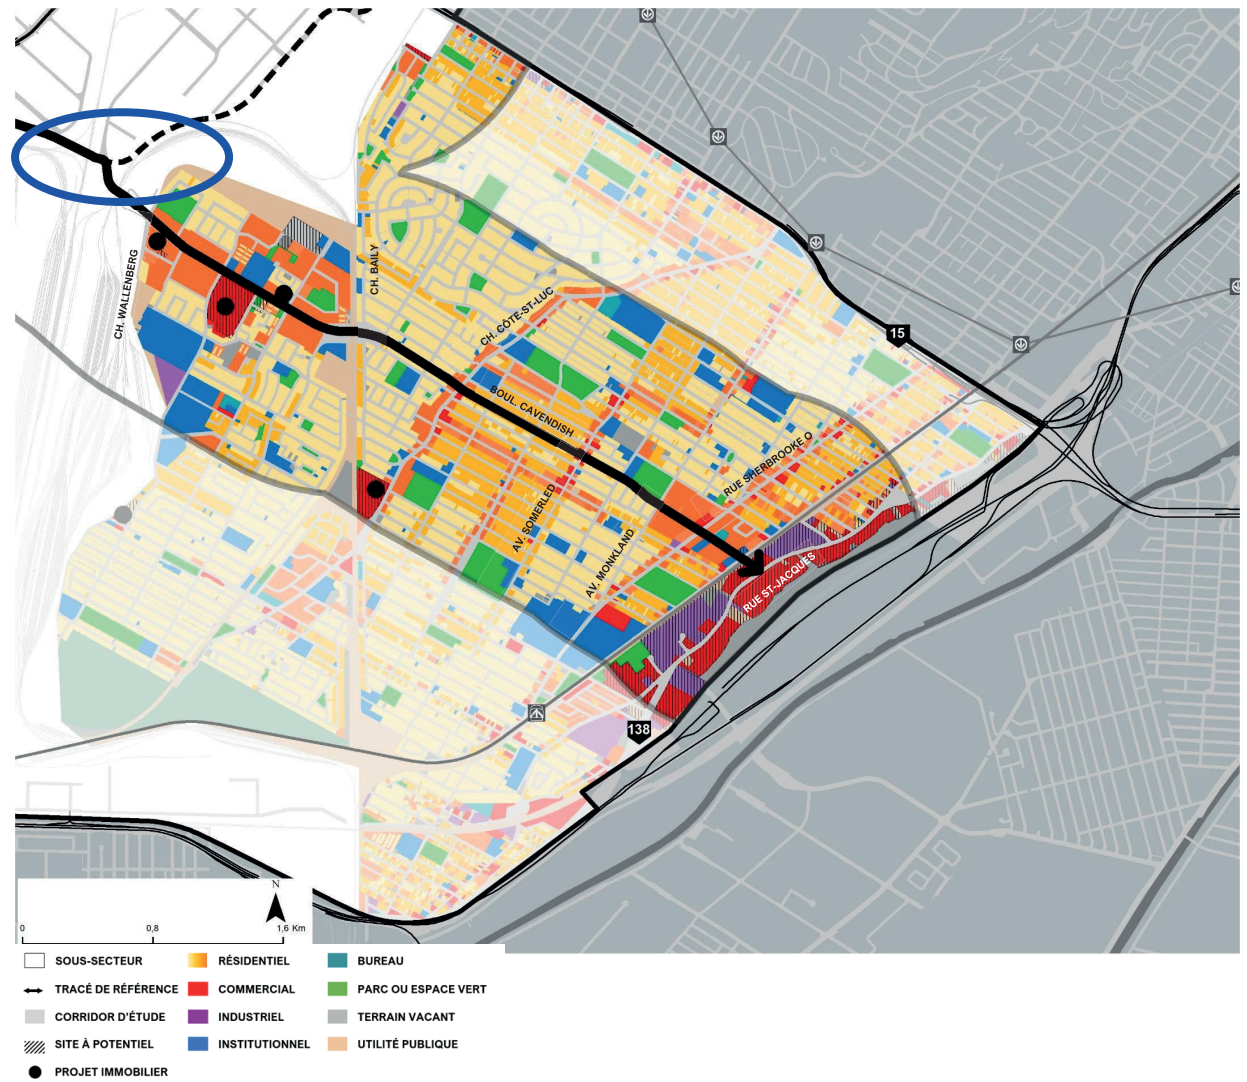 CH. WALLENBERG
CH. BAILY
CH. CÔTE-ST-LUC
BOUL. CAVENDISH
15
RUE SHERBROOKE O
AV. SOMERLED
AV. MONKLAND
RUE ST-JACQUES
138
N
0 0,8 1,6 Km
SOUS-SECTEUR
TRACÉ DE RÉFÉRENCE
CORRIDOR D'ÉTUDE
SITE À POTENTIEL
PROJET IMMOBILIER
RÉSIDENTIEL
COMMERCIAL
INDUSTRIEL
INSTITUTIONNEL
BUREAU
PARC OU ESPACE VERT
TERRAIN VACANT
UTILITÉ PUBLIQUE